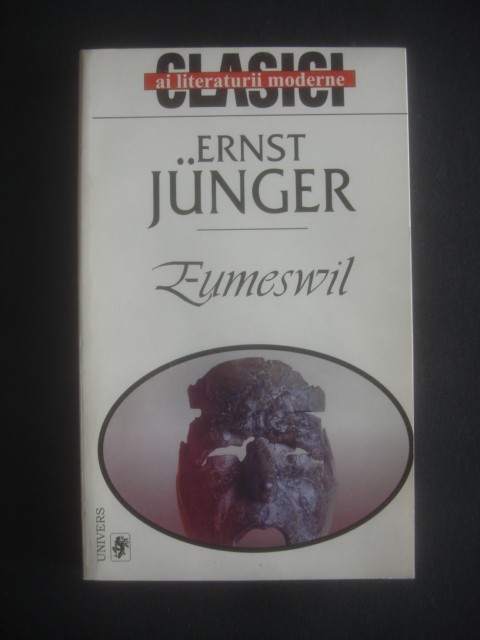 CLASICI
ai literaturii moderne
ERNST
JÜNGER
Eumeswil
UNIVERS